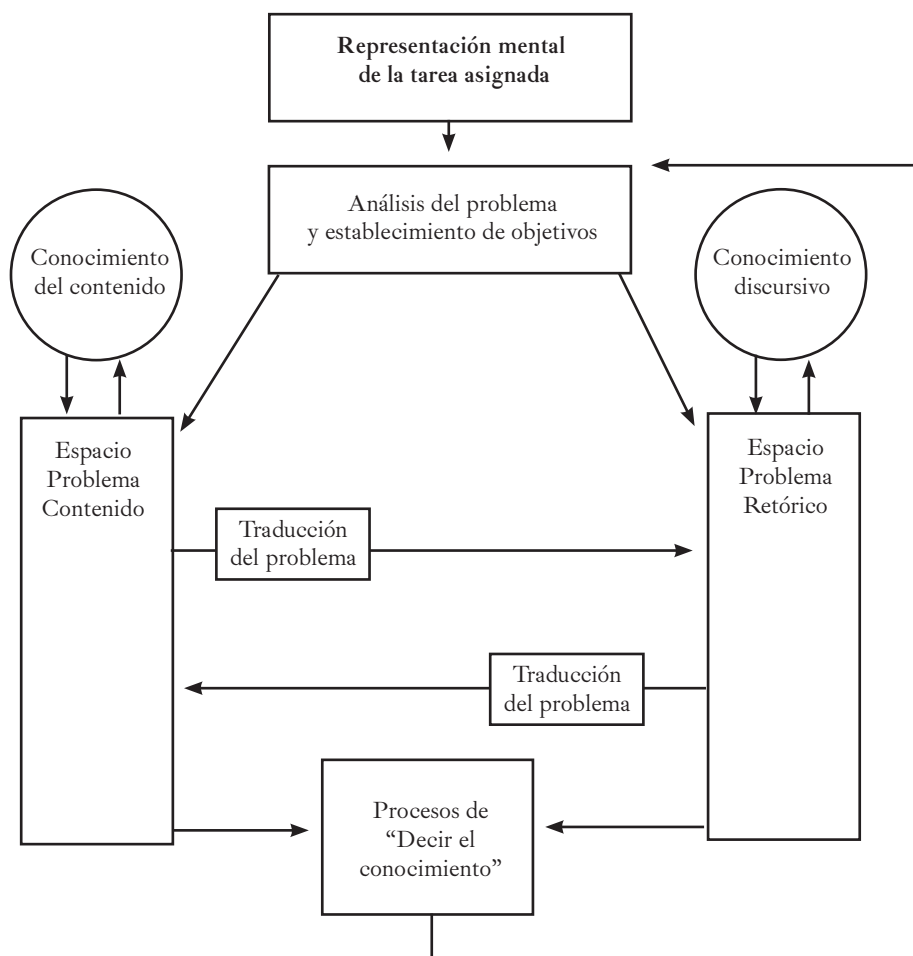 Representación mental
de la tarea asignada
Análisis del problema
y establecimiento de objetivos
Conocimiento
del contenido
Conocimiento
discursivo
Espacio
Problema
Contenido
Espacio
Problema
Retórico
Traducción
del problema
Traducción
del problema
Procesos de
“Decir el
conocimiento”